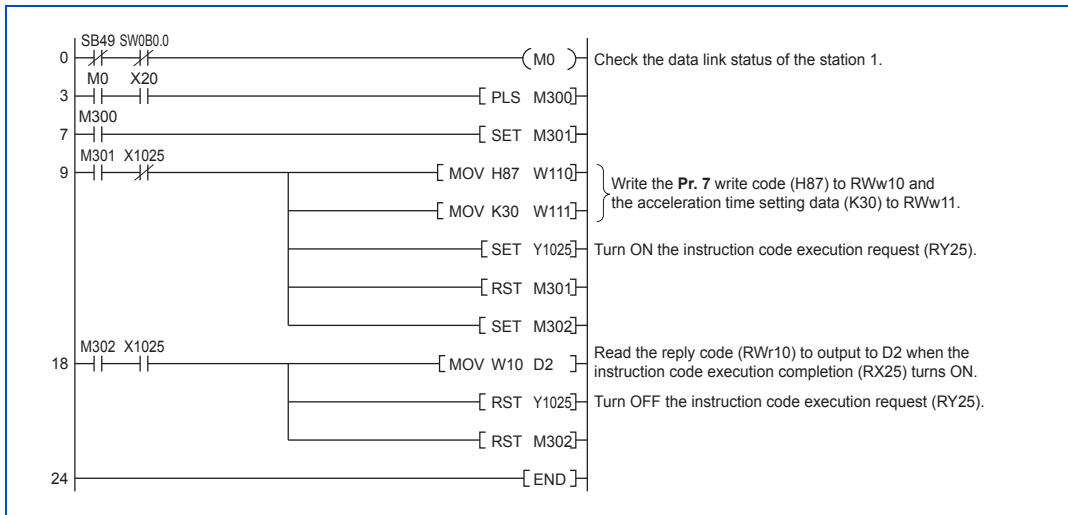 SB49 SW0B0.0
0 M0 Check the data link status of the station 1.
M0 X20
3 PLS M300
M300
7 SET M301
M301 X1025
9 MOV H87 W110
Write the Pr. 7 write code (H87) to RWw10 and
the acceleration time setting data (K30) to RWw11.
MOV K30 W111
SET Y1025 Turn ON the instruction code execution request (RY25).
RST M301
SET M302
M302 X1025
18 MOV W10 D2
Read the reply code (RWr10) to output to D2 when the
instruction code execution completion (RX25) turns ON.
RST Y1025 Turn OFF the instruction code execution request (RY25).
RST M302
24 END